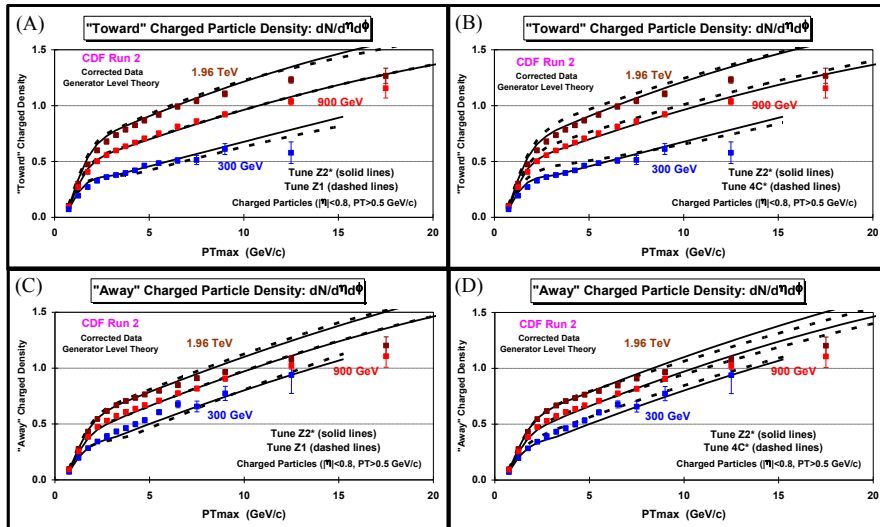 (A)
"Toward" Charged Particle Density: dN/dηdϕ
1.5
1.0
0.5
0.0
"Toward" Charged Density
CDF Run 2
Corrected Data
Generator Level Theory
1.96 TeV
900 GeV
300 GeV
Tune Z2* (solid lines)
Tune Z1 (dashed lines)
Charged Particles (|η|<0.8, PT>0.5 GeV/c)
0 5 10 15 20
PTmax (GeV/c)
(B)
"Toward" Charged Particle Density: dN/dηdϕ
1.5
1.0
0.5
0.0
"Toward" Charged Density
CDF Run 2
Corrected Data
Generator Level Theory
1.96 TeV
900 GeV
300 GeV
Tune Z2* (solid lines)
Tune 4C* (dashed lines)
Charged Particles (|η|<0.8, PT>0.5 GeV/c)
0 5 10 15 20
PTmax (GeV/c)
(C)
"Away" Charged Particle Density: dN/dηdϕ
1.5
1.0
0.5
0.0
"Away" Charged Density
CDF Run 2
Corrected Data
Generator Level Theory
1.96 TeV
900 GeV
300 GeV
Tune Z2* (solid lines)
Tune Z1 (dashed lines)
Charged Particles (|η|<0.8, PT>0.5 GeV/c)
0 5 10 15 20
PTmax (GeV/c)
(D)
"Away" Charged Particle Density: dN/dηdϕ
1.5
1.0
0.5
0.0
"Away" Charged Density
CDF Run 2
Corrected Data
Generator Level Theory
1.96 TeV
900 GeV
300 GeV
Tune Z2* (solid lines)
Tune 4C* (dashed lines)
Charged Particles (|η|<0.8, PT>0.5 GeV/c)
0 5 10 15 20
PTmax (GeV/c)